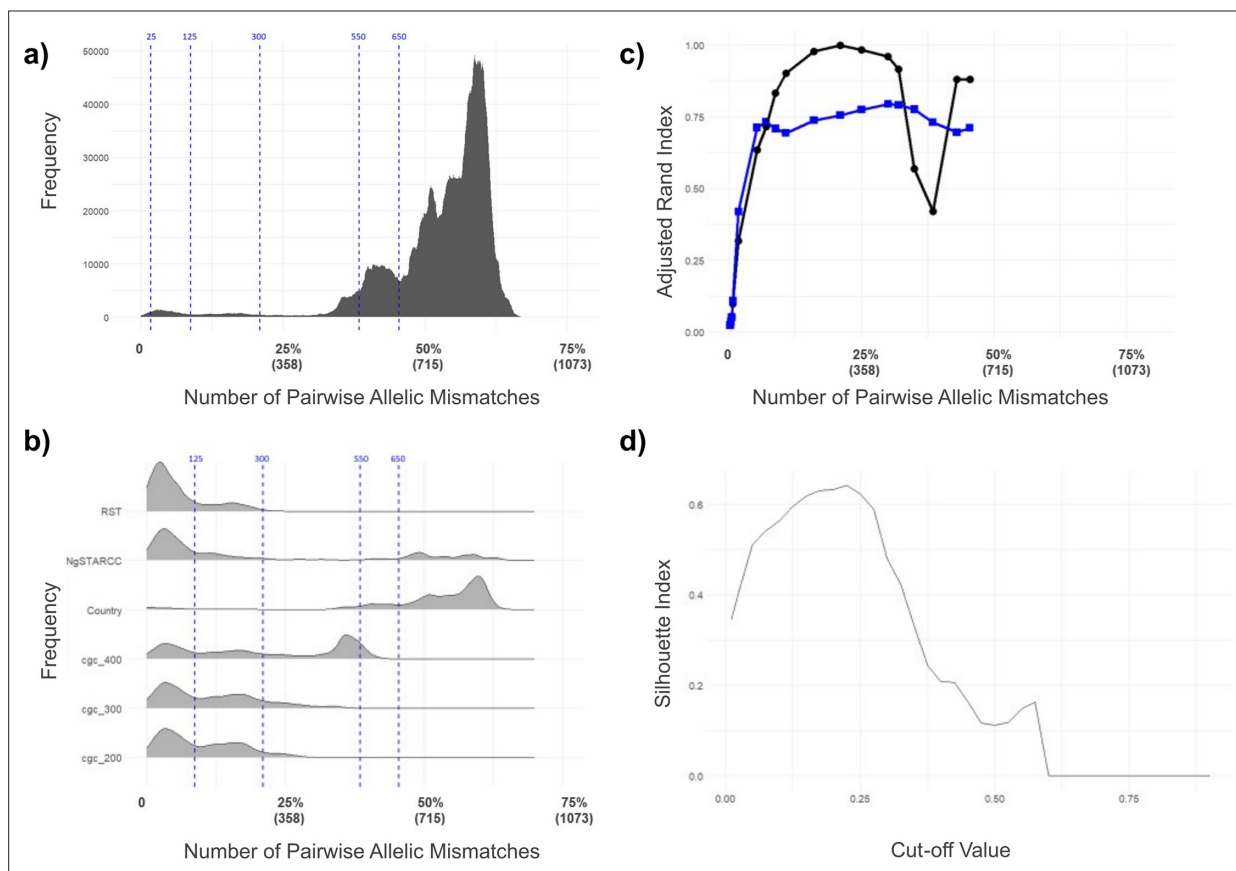 a)
25 125 300 550 650
50000
40000
30000
20000
10000
0
Frequency
0 25% 50% 75%
(358) (715) (1073)
Number of Pairwise Allelic Mismatches
c)
1.00
0.75
0.50
0.25
0.00
Adjusted Rand Index
0 25% 50% 75%
(358) (715) (1073)
Number of Pairwise Allelic Mismatches
b)
125 300 550 650
RST
NgSTARCC
Country
cgc_400
cgc_300
cgc_200
Frequency
0 25% 50% 75%
(358) (715) (1073)
Number of Pairwise Allelic Mismatches
d)
0.6
0.4
0.2
0.0
Silhouette Index
0.00 0.25 0.50 0.75
Cut-off Value